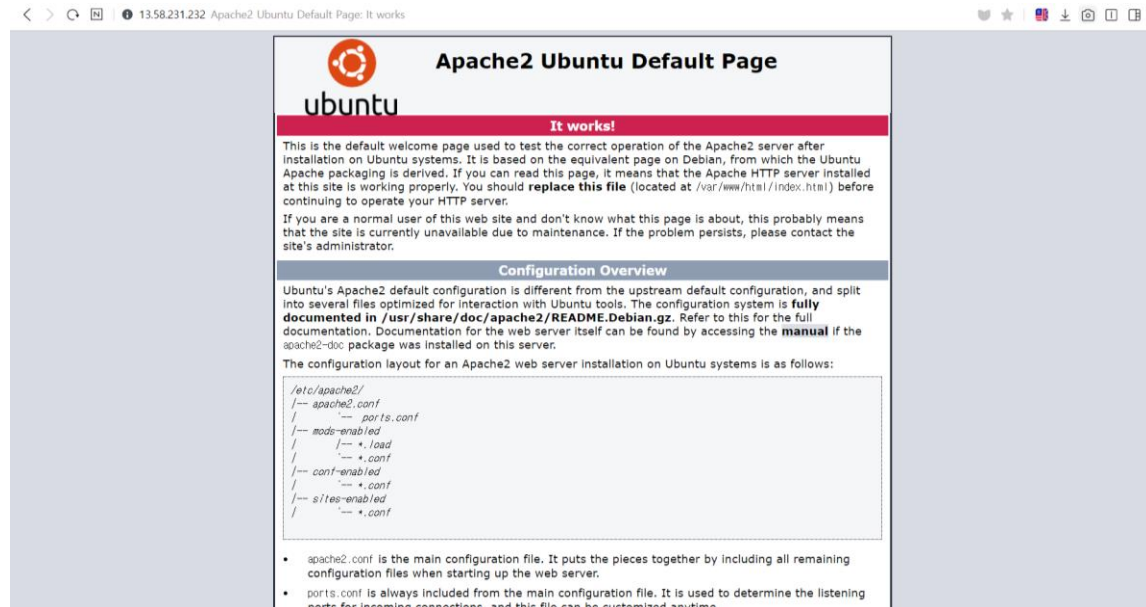 13.58.231.232 Apache2 Ubuntu Default Page: It works
ubuntu
Apache2 Ubuntu Default Page
It works!
This is the default welcome page used to test the correct operation of the Apache2 server after
installation on Ubuntu systems. It is based on the equivalent page on Debian, from which the Ubuntu
Apache packaging is derived. If you can read this page, it means that the Apache HTTP server installed
at this site is working properly. You should replace this file (located at /var/www/html/index.html) before
continuing to operate your HTTP server.
If you are a normal user of this web site and don't know what this page is about, this probably means
that the site is currently unavailable due to maintenance. If the problem persists, please contact the
site's administrator.
Configuration Overview
Ubuntu's Apache2 default configuration is different from the upstream default configuration, and split
into several files optimized for interaction with Ubuntu tools. The configuration system is fully
documented in /usr/share/doc/apache2/README.Debian.gz. Refer to this for the full
documentation. Documentation for the web server itself can be found by accessing the manual if the
apache2-doc package was installed on this server.
The configuration layout for an Apache2 web server installation on Ubuntu systems is as follows:
/etc/apache2/
|-- apache2.conf
|       `--  ports.conf
|-- mods-enabled
|       |-- *.load
|       `-- *.conf
|-- conf-enabled
|       `-- *.conf
|-- sites-enabled
|       `-- *.conf
• apache2.conf is the main configuration file. It puts the pieces together by including all remaining
configuration files when starting up the web server.
• ports.conf is always included from the main configuration file. It is used to determine the listening
ports for incoming connections, and this file can be customized anytime.